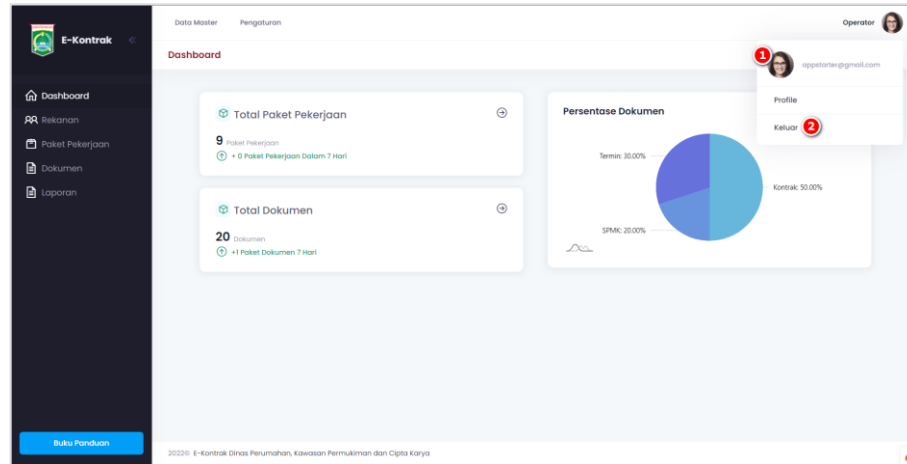 E-Kontrak
Dashboard
Rekanan
Paket Pekerjaan
Dokumen
Laporan
Buku Panduan
Data Master Pengaturan
Operator
Dashboard
1
appstarter@gmail.com
Profile
Keluar 2
Total Paket Pekerjaan
9 Paket Pekerjaan
+ 0 Paket Pekerjaan Dalam 7 Hari
Total Dokumen
20 Dokumen
+1 Paket Dokumen 7 Hari
Persentase Dokumen
Termin: 30.00%
Kontrak: 50.00%
SPMK: 20.00%
2022© E-Kontrak Dinas Perumahan, Kawasan Permukiman dan Cipta Karya